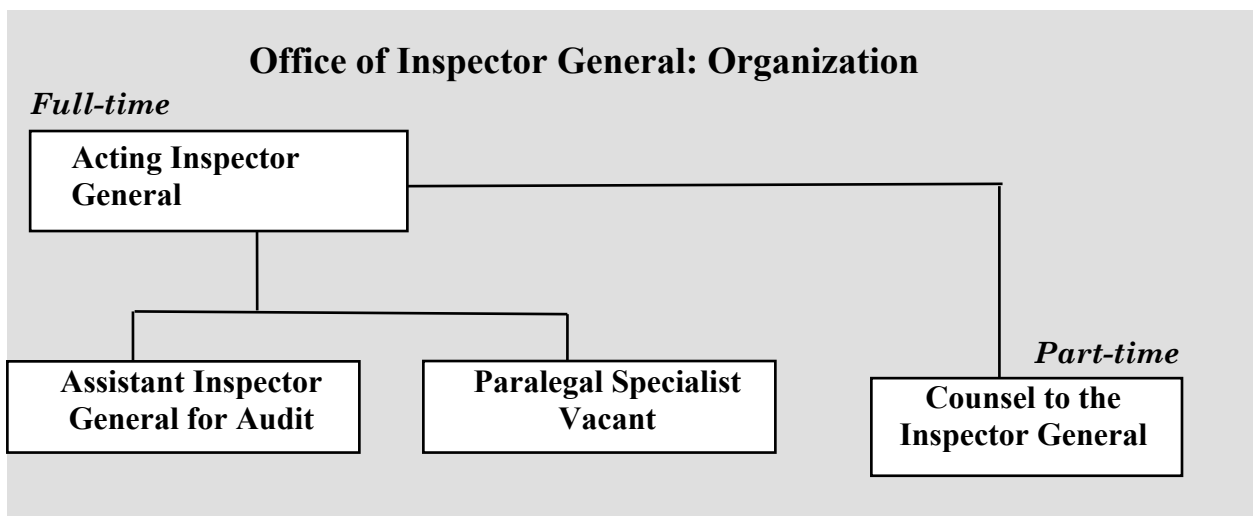 Office of Inspector General: Organization
Full-time
Acting Inspector
General
Part-time
Assistant Inspector
General for Audit
Paralegal Specialist
Vacant
Counsel to the
Inspector General